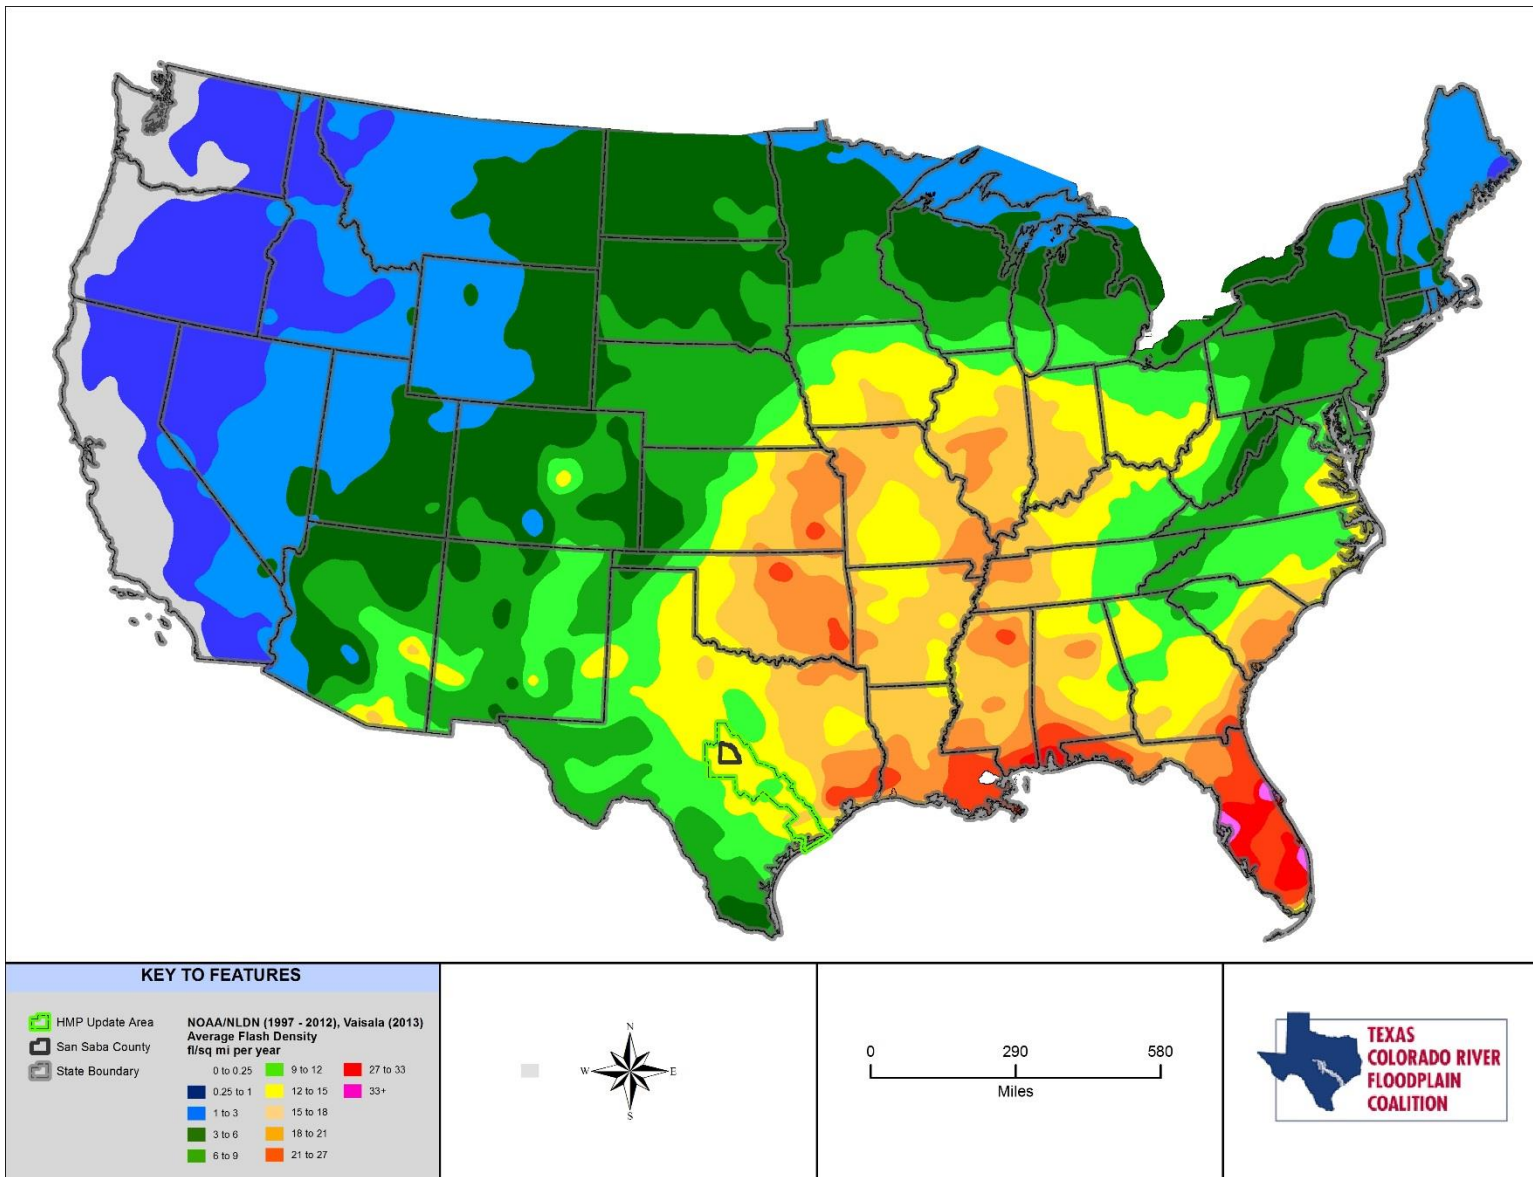 KEY TO FEATURES
HMP Update Area
San Saba County
State Boundary
NOAA/NLDN (1997 - 2012), Vaisala (2013)
Average Flash Density
fl/sq mi per year
0 to 0.25
0.25 to 1
1 to 3
3 to 6
6 to 9
9 to 12
12 to 15
15 to 18
18 to 21
21 to 27
27 to 33
33+
N
W
E
S
0 290 580
Miles
TEXAS
COLORADO RIVER
FLOODPLAIN
COALITION